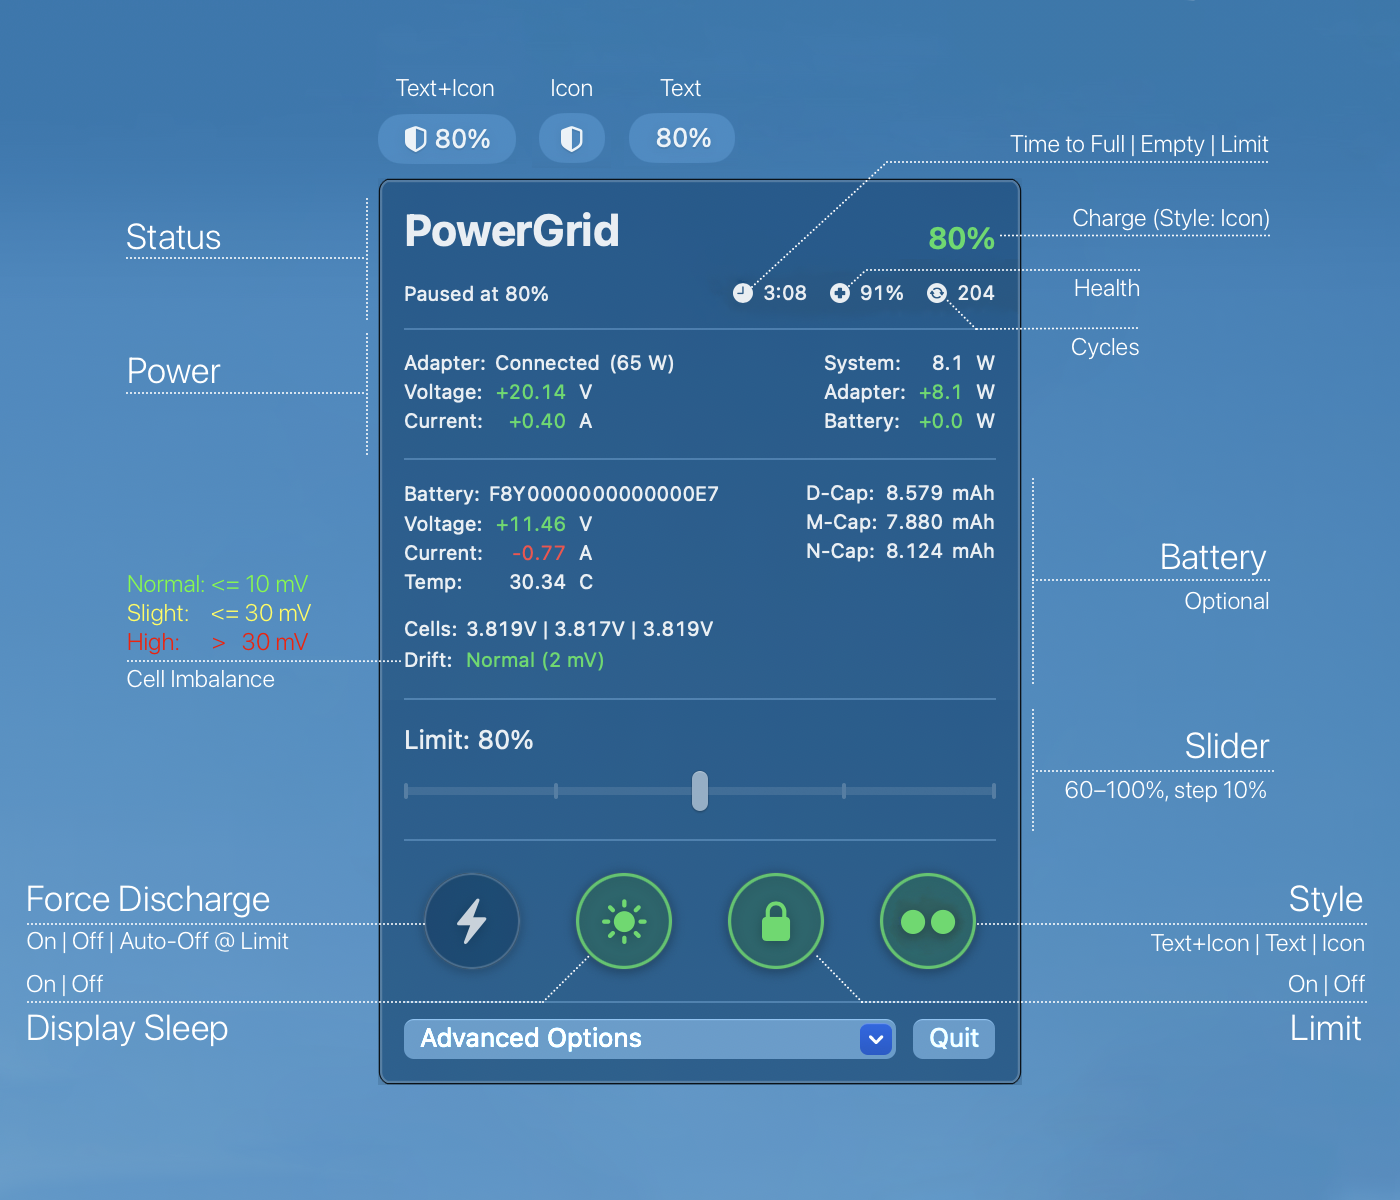 Text+Icon Icon Text
80% 80%
Time to Full | Empty | Limit
Status
PowerGrid
80%
Charge (Style: Icon)
Paused at 80% 3:08 91% 204
Health
Cycles
Power
Adapter: Connected (65 W)
Voltage: +20.14 V
Current: +0.40 A
System: 8.1 W
Adapter: +8.1 W
Battery: +0.0 W
Battery: F8Y0000000000000E7
Voltage: +11.46 V
Current: -0.77 A
Temp: 30.34 C
D-Cap: 8.579 mAh
M-Cap: 7.880 mAh
N-Cap: 8.124 mAh
Battery
Optional
Normal: <= 10 mV
Slight: <= 30 mV
High: > 30 mV
Cell Imbalance
Cells: 3.819V | 3.817V | 3.819V
Drift: Normal (2 mV)
Limit: 80%
Slider
60–100%, step 10%
Force Discharge
On | Off | Auto-Off @ Limit
On | Off
Display Sleep
Style
Text+Icon | Text | Icon
On | Off
Limit
Advanced Options
Quit